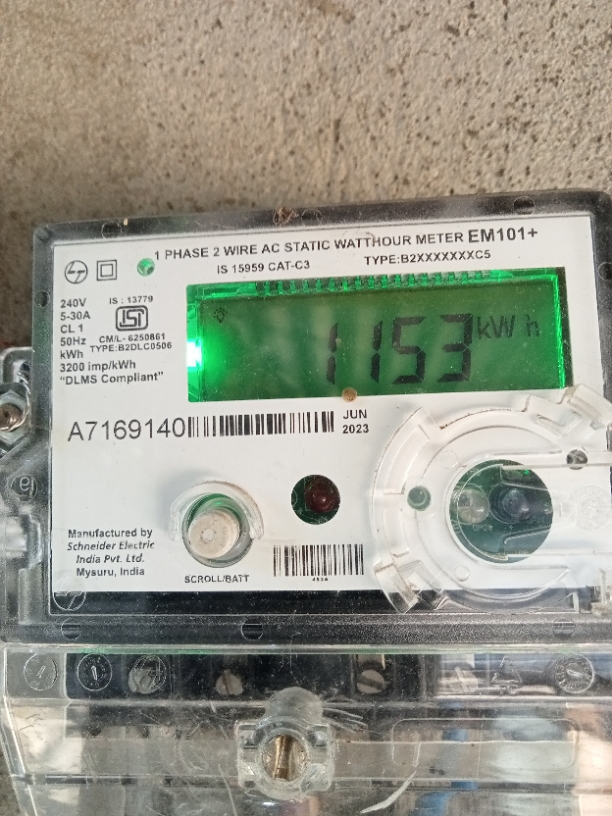 1 PHASE 2 WIRE AC STATIC WATTHOUR METER EM101+
IS 15959 CAT-C3 TYPE:B2XXXXXXXC5
240V IS : 13779
5-30A
CL 1
50Hz CM/L- 6250861
kWh TYPE:B2DLC0506
3200 imp/kWh
"DLMS Compliant"
1153 kW h
A7169140
JUN
2023
Manufactured by
Schneider Electric
India Pvt. Ltd.
Mysuru, India
SCROLL/BATT